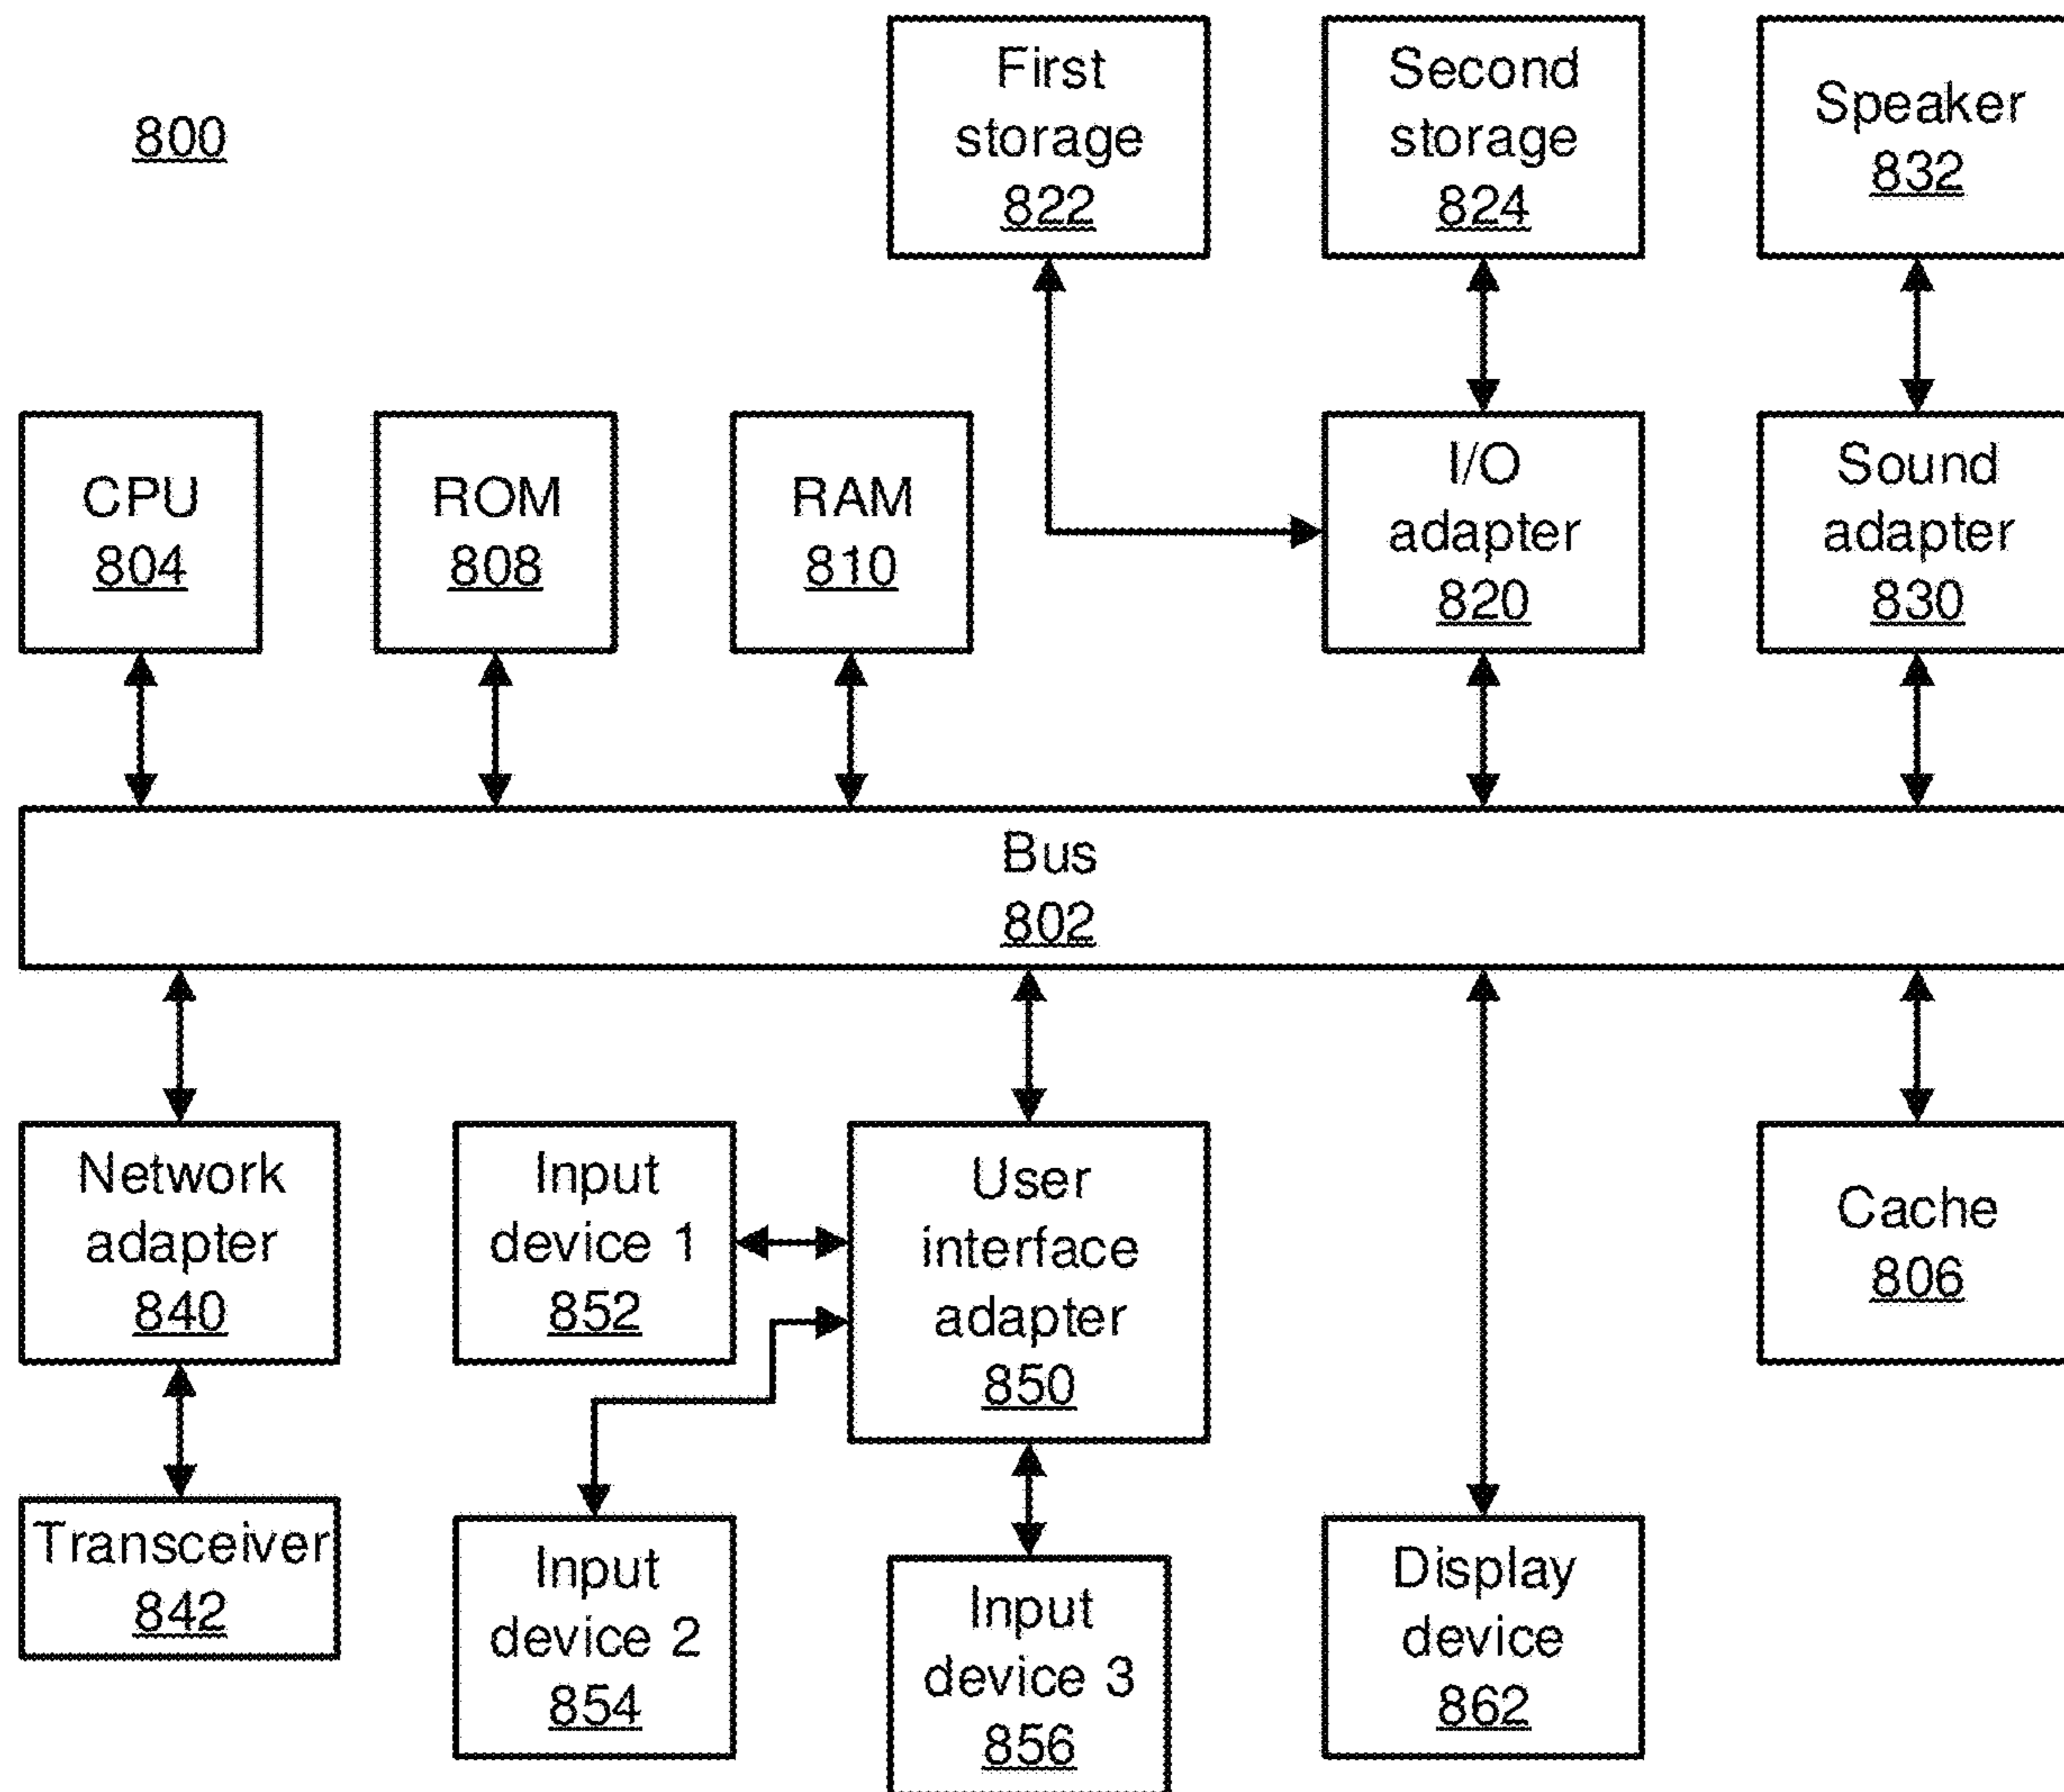 800
First
storage
822
Second
storage
824
Speaker
832
CPU
804
ROM
808
RAM
810
I/O
adapter
820
Sound
adapter
830
Bus
802
Network
adapter
840
Input
device 1
852
User
interface
adapter
850
Cache
806
Transceiver
842
Input
device 2
854
Input
device 3
856
Display
device
862